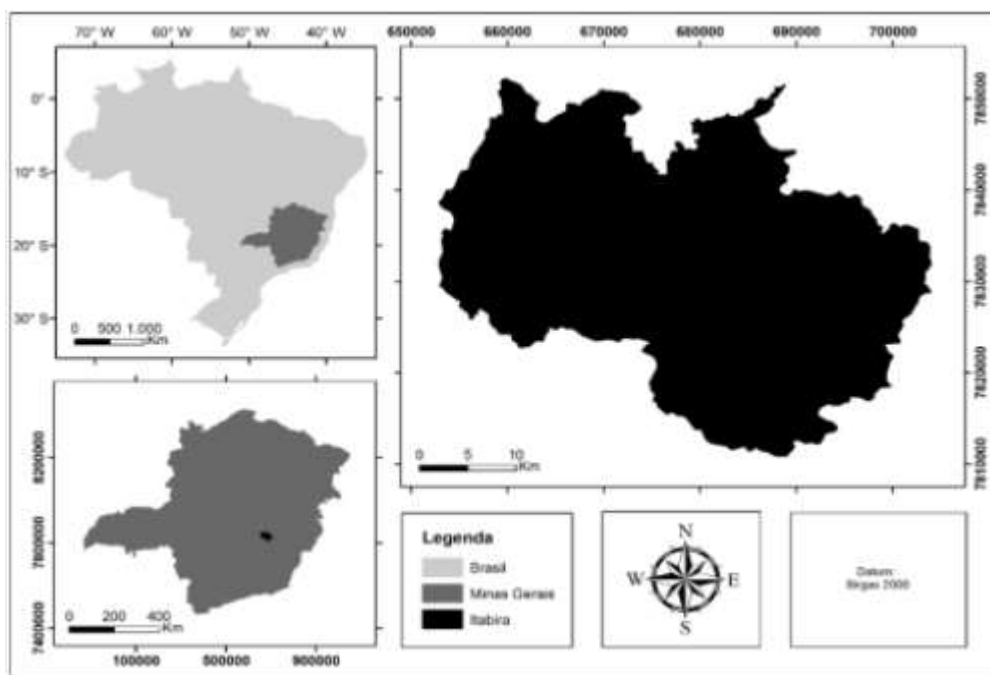 70° W 60° W 50° W 40° W
0°
10° S
20° S
30° S
0 500 1.000
Km
650000 660000 670000 680000 690000 700000
7850000
7840000
7830000
7820000
7810000
0 5 10
Km
8200000
7800000
7400000
0 200 400
Km
100000 500000 900000
Legenda
Brasil
Minas Gerais
Itabira
N
W E
S
Datum:
Sirgas 2000